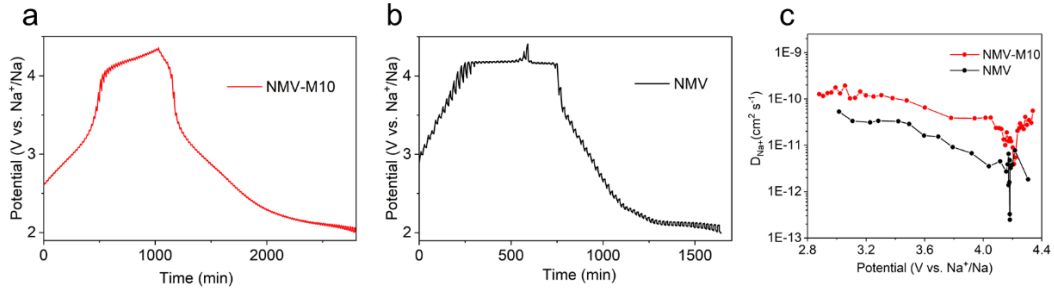 a
Potential (V vs. Na⁺/Na)
4
3
2
NMV-M10
0
1000
2000
Time (min)
b
Potential (V vs. Na⁺/Na)
4
3
2
NMV
0
500
1000
1500
Time (min)
c
D_Na+ (cm² s⁻¹)
1E-9
1E-10
1E-11
1E-12
1E-13
NMV-M10
NMV
2.8
3.2
3.6
4.0
4.4
Potential (V vs. Na⁺/Na)